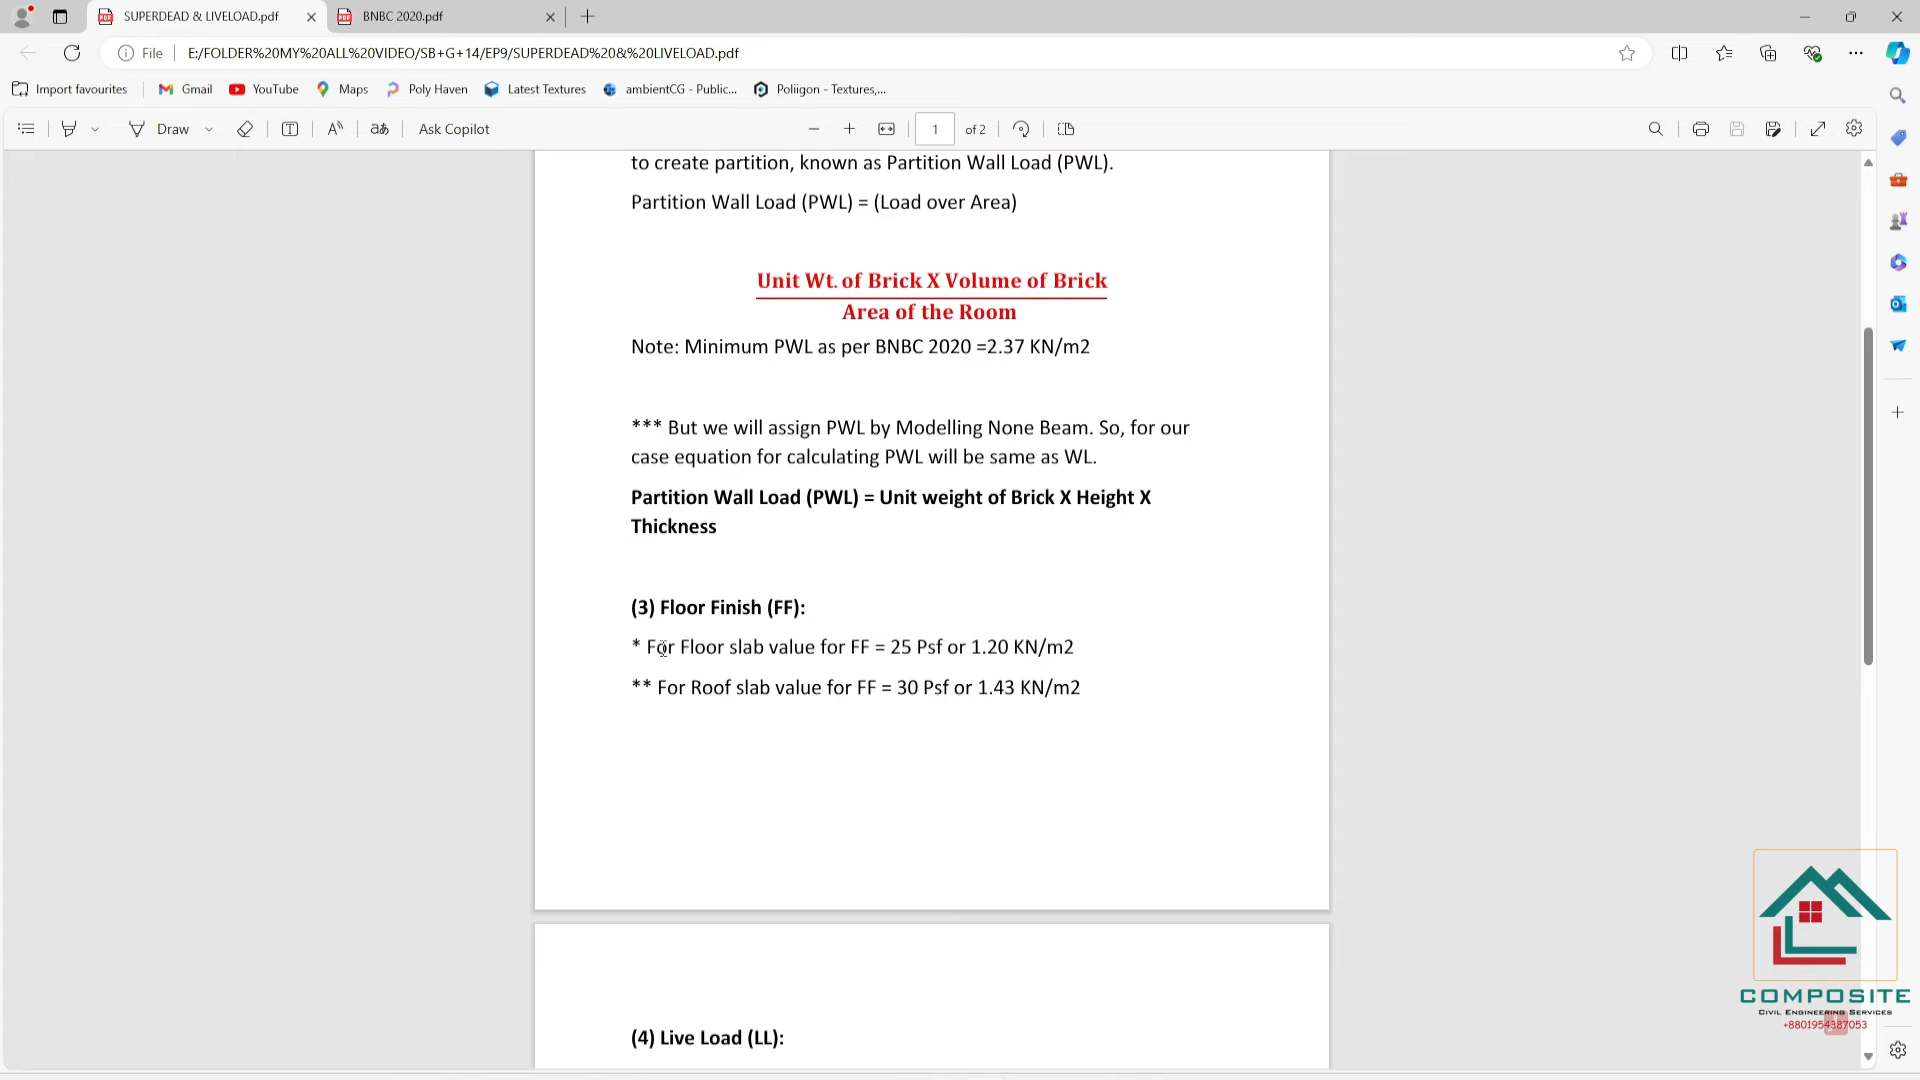 SUPERDEAD & LIVELOAD.pdf
BNBC 2020.pdf
File
E:/FOLDER%20MY%20ALL%20VIDEO/SB+G+14/EP9/SUPERDEAD%20&%20LIVELOAD.pdf
Import favourites
Gmail
YouTube
Maps
Poly Haven
Latest Textures
ambientCG - Public...
Poliigon - Textures,...
Draw
Ask Copilot
1
of 2
to create partition, known as Partition Wall Load (PWL).
Partition Wall Load (PWL) = (Load over Area)
Unit Wt. of Brick X Volume of Brick
Area of the Room
Note: Minimum PWL as per BNBC 2020 =2.37 KN/m2
*** But we will assign PWL by Modelling None Beam. So, for our
case equation for calculating PWL will be same as WL.
Partition Wall Load (PWL) = Unit weight of Brick X Height X
Thickness
(3) Floor Finish (FF):
* For Floor slab value for FF = 25 Psf or 1.20 KN/m2
** For Roof slab value for FF = 30 Psf or 1.43 KN/m2
(4) Live Load (LL):
COMPOSITE
CIVIL ENGINEERING SERVICES
+8801954387053